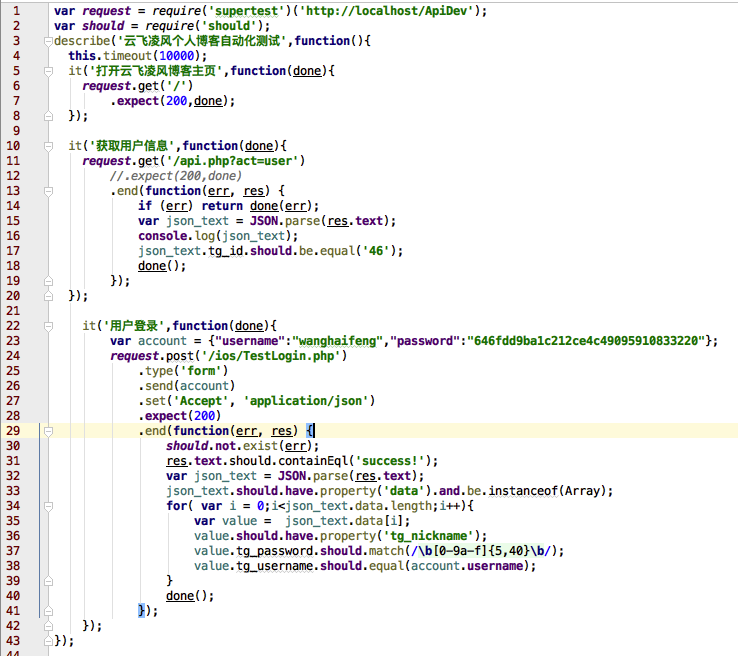 1 var request = require('supertest')('http://localhost/ApiDev');
2 var should = require('should');
3 describe('云飞凌风个人博客自动化测试',function(){
4 this.timeout(10000);
5 it('打开云飞凌风博客主页',function(done){
6 request.get('/')
7 .expect(200,done);
8 });
9
10 it('获取用户信息',function(done){
11 request.get('/api.php?act=user')
12 //.expect(200,done)
13 .end(function(err, res) {
14 if (err) return done(err);
15 var json_text = JSON.parse(res.text);
16 console.log(json_text);
17 json_text.tg_id.should.be.equal('46');
18 done();
19 });
20 });
21
22 it('用户登录',function(done){
23 var account = {"username":"wanghaifeng","password":"646fdd9ba1c212ce4c49095910833220"};
24 request.post('/ios/TestLogin.php')
25 .type('form')
26 .send(account)
27 .set('Accept', 'application/json')
28 .expect(200)
29 .end(function(err, res) {
30 should.not.exist(err);
31 res.text.should.containEql('success!');
32 var json_text = JSON.parse(res.text);
33 json_text.should.have.property('data').and.be.instanceof(Array);
34 for( var i = 0;i<json_text.data.length;i++){
35 var value =  json_text.data[i];
36 value.should.have.property('tg_nickname');
37 value.tg_password.should.match(/\b[0-9a-f]{5,40}\b/);
38 value.tg_username.should.equal(account.username);
39 }
40 done();
41 });
42 });
43 });
44